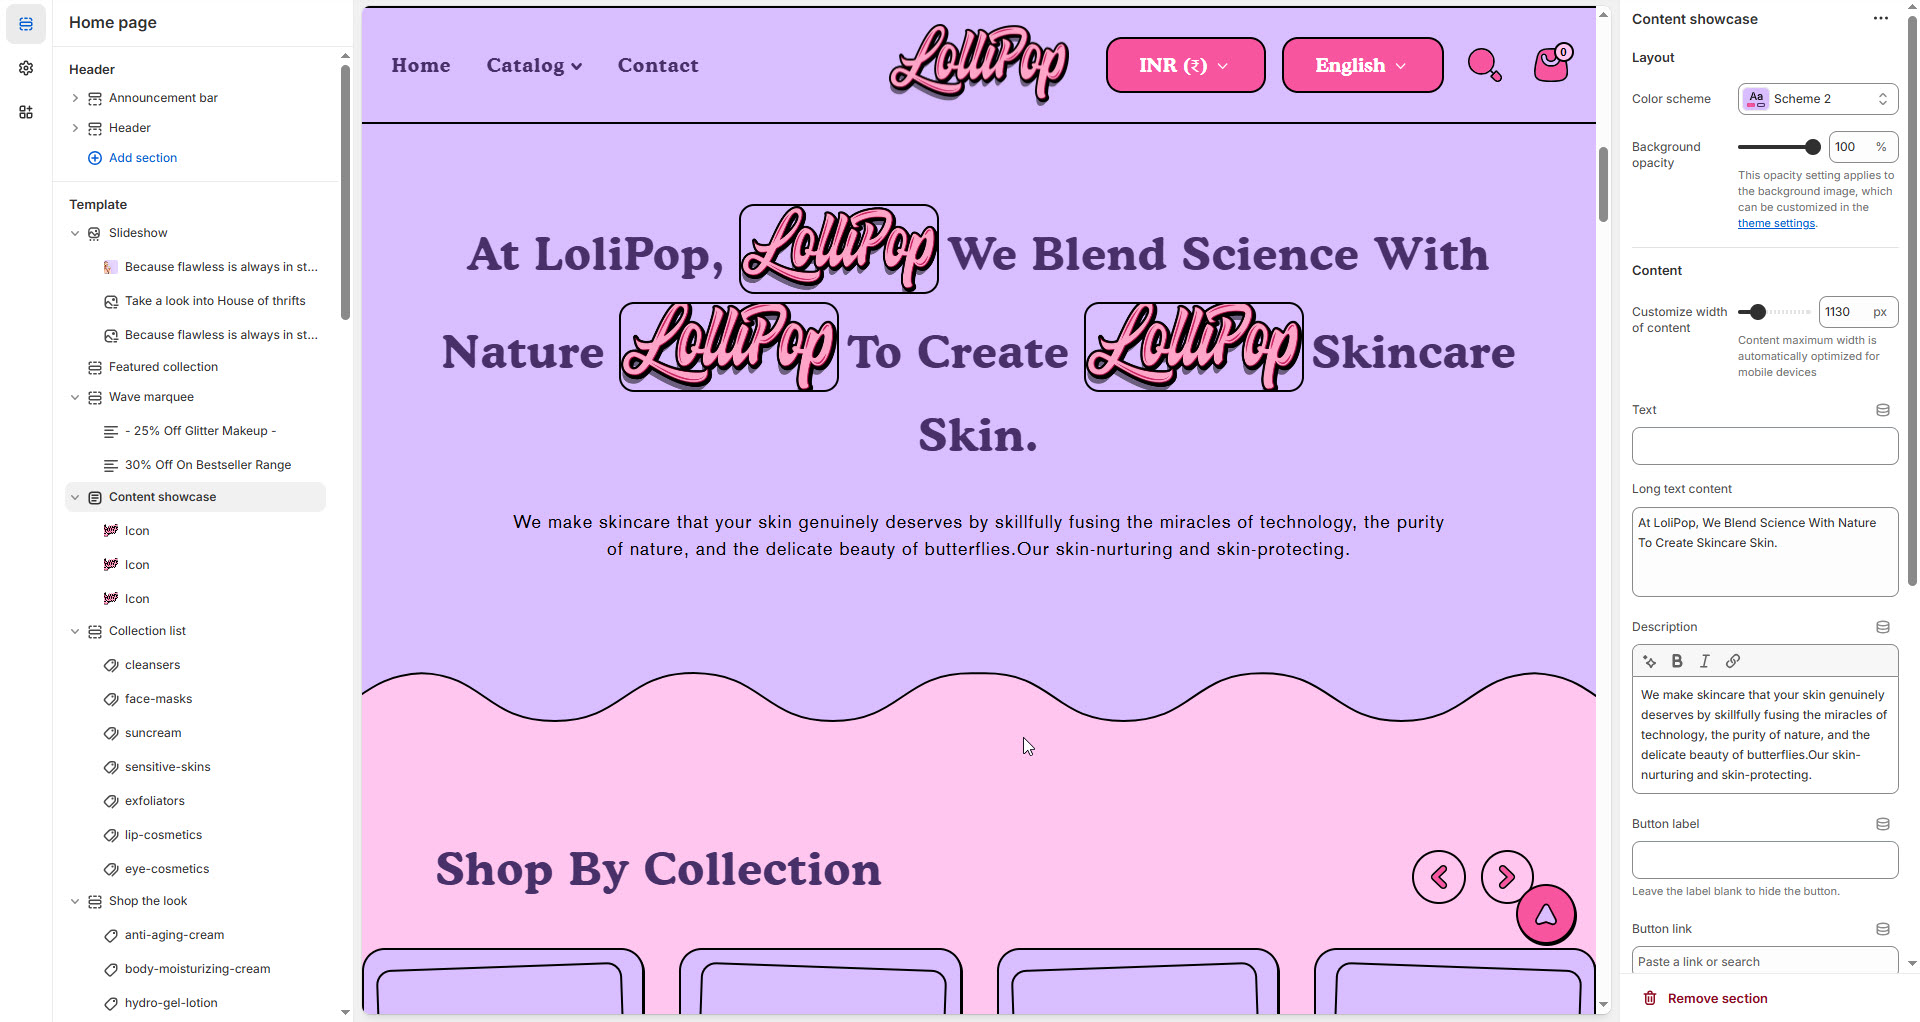 Home page
Header
Announcement bar
Header
Add section
Template
Slideshow
Because flawless is always in st...
Take a look into House of thrifts
Because flawless is always in st...
Featured collection
Wave marquee
- 25% Off Glitter Makeup -
30% Off On Bestseller Range
Content showcase
Icon
Icon
Icon
Collection list
cleansers
face-masks
suncream
sensitive-skins
exfoliators
lip-cosmetics
eye-cosmetics
Shop the look
anti-aging-cream
body-moisturizing-cream
hydro-gel-lotion
Home Catalog Contact
LolliPop
INR (₹)
English
0
At LoliPop, LolliPop We Blend Science With
Nature LolliPop To Create LolliPop Skincare
Skin.
We make skincare that your skin genuinely deserves by skillfully fusing the miracles of technology, the purity
of nature, and the delicate beauty of butterflies.Our skin-nurturing and skin-protecting.
Shop By Collection
Content showcase
Layout
Color scheme
Aa
Scheme 2
Background
opacity
100 %
This opacity setting applies to
the background image, which
can be customized in the
theme settings.
Content
Customize width
of content
1130 px
Content maximum width is
automatically optimized for
mobile devices
Text
Long text content
At LoliPop, We Blend Science With Nature
To Create Skincare Skin.
Description
B I
We make skincare that your skin genuinely
deserves by skillfully fusing the miracles of
technology, the purity of nature, and the
delicate beauty of butterflies.Our skin-
nurturing and skin-protecting.
Button label
Leave the label blank to hide the button.
Button link
Paste a link or search
Remove section